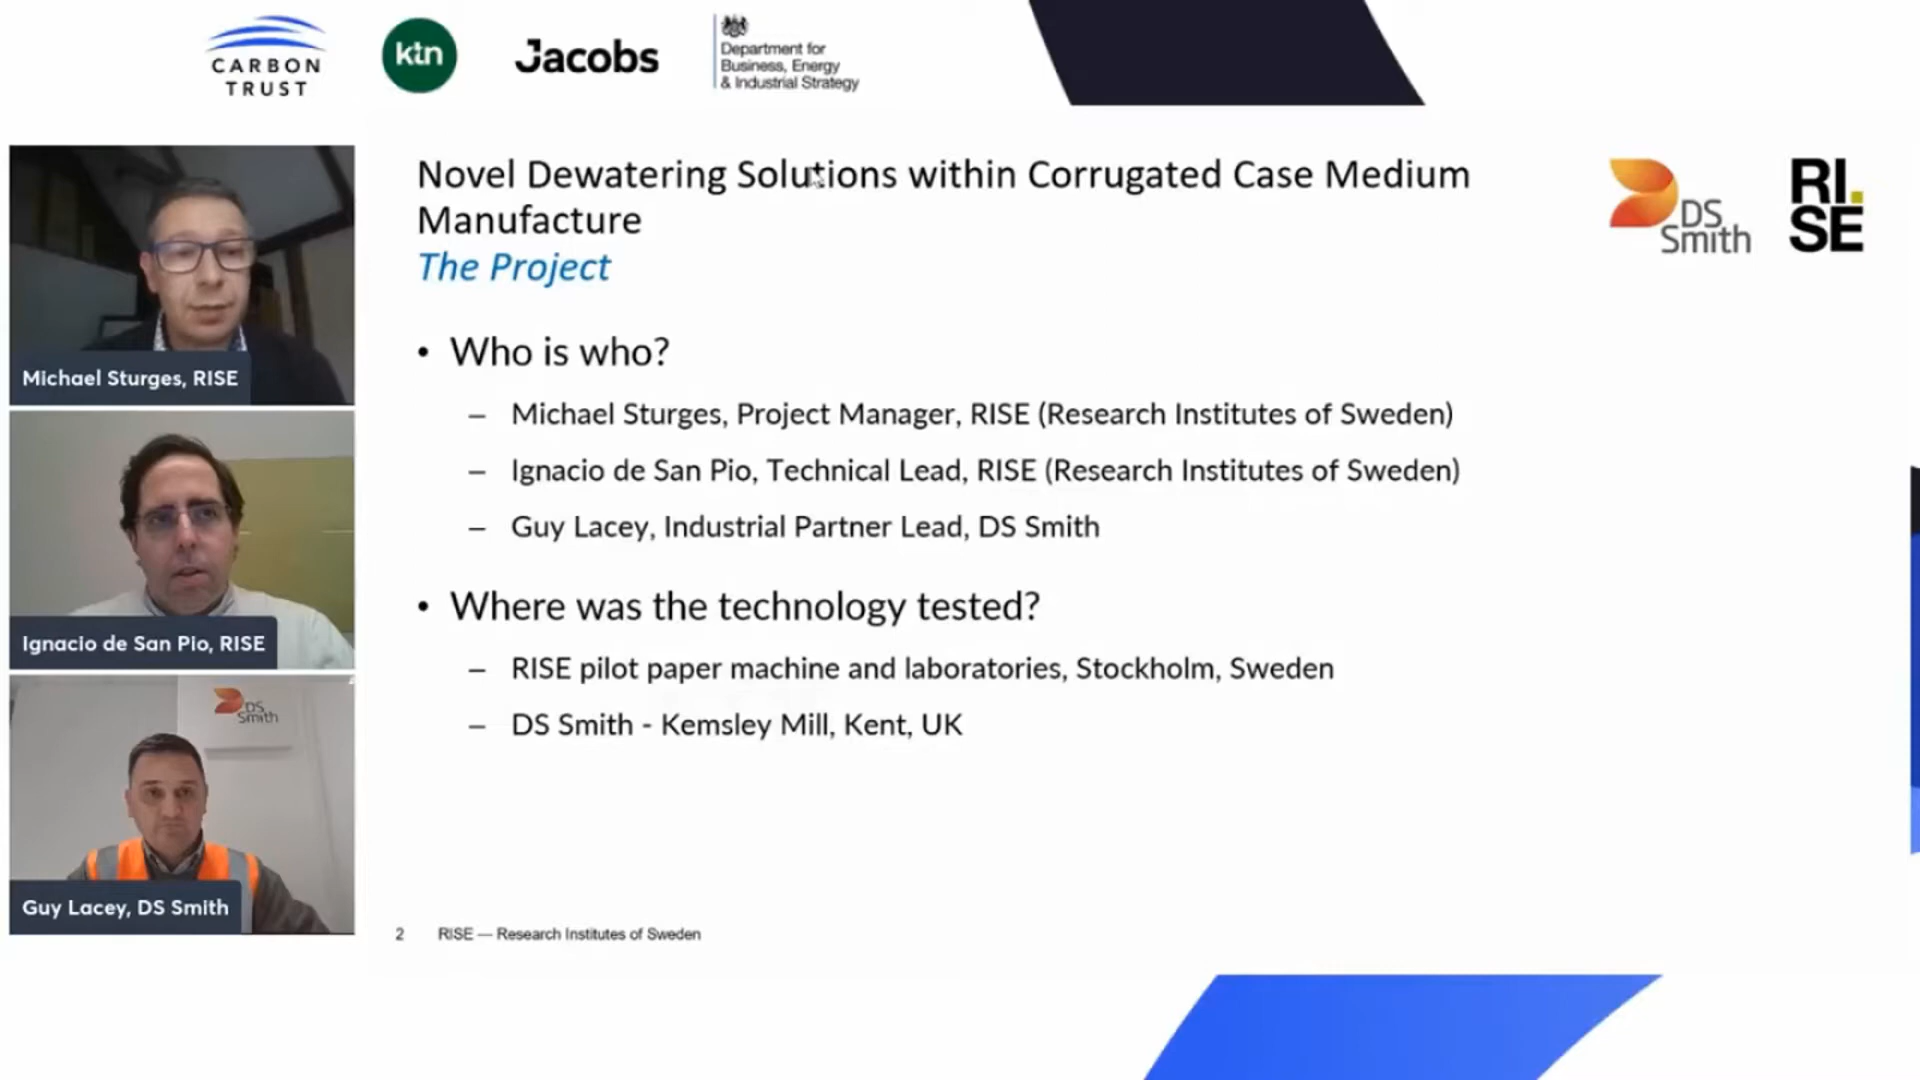 CARBON
TRUST
ktn
Jacobs
Department for
Business, Energy
& Industrial Strategy
Novel Dewatering Solutions within Corrugated Case Medium
Manufacture
The Project
DS
Smith
RI.
SE
• Who is who?
– Michael Sturges, Project Manager, RISE (Research Institutes of Sweden)
– Ignacio de San Pio, Technical Lead, RISE (Research Institutes of Sweden)
– Guy Lacey, Industrial Partner Lead, DS Smith
• Where was the technology tested?
– RISE pilot paper machine and laboratories, Stockholm, Sweden
– DS Smith - Kemsley Mill, Kent, UK
2 RISE — Research Institutes of Sweden
Michael Sturges, RISE
Ignacio de San Pio, RISE
DS
Smith
Guy Lacey, DS Smith